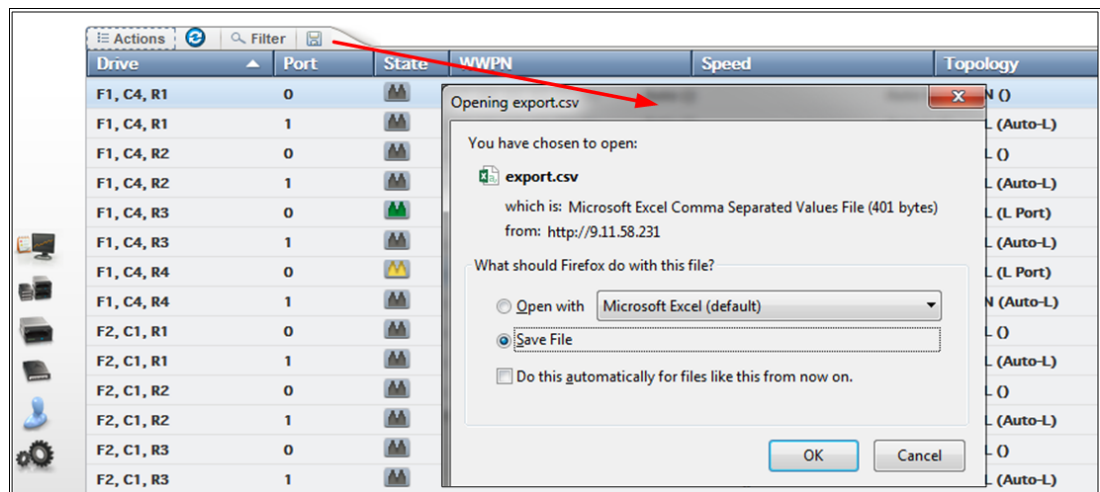 Actions Filter
Drive Port State WWPN Speed Topology
F1, C4, R1 0 N ()
F1, C4, R1 1 L (Auto-L)
F1, C4, R2 0 L ()
F1, C4, R2 1 L (Auto-L)
F1, C4, R3 0 L (L Port)
F1, C4, R3 1 L (Auto-L)
F1, C4, R4 0 L (L Port)
F1, C4, R4 1 N (Auto-L)
F2, C1, R1 0 L ()
F2, C1, R1 1 L (Auto-L)
F2, C1, R2 0 L ()
F2, C1, R2 1 L (Auto-L)
F2, C1, R3 0 L ()
F2, C1, R3 1 L (Auto-L)
Opening export.csv
You have chosen to open:
export.csv
which is: Microsoft Excel Comma Separated Values File (401 bytes)
from: http://9.11.58.231
What should Firefox do with this file?
Open with Microsoft Excel (default)
Save File
Do this automatically for files like this from now on.
OK Cancel